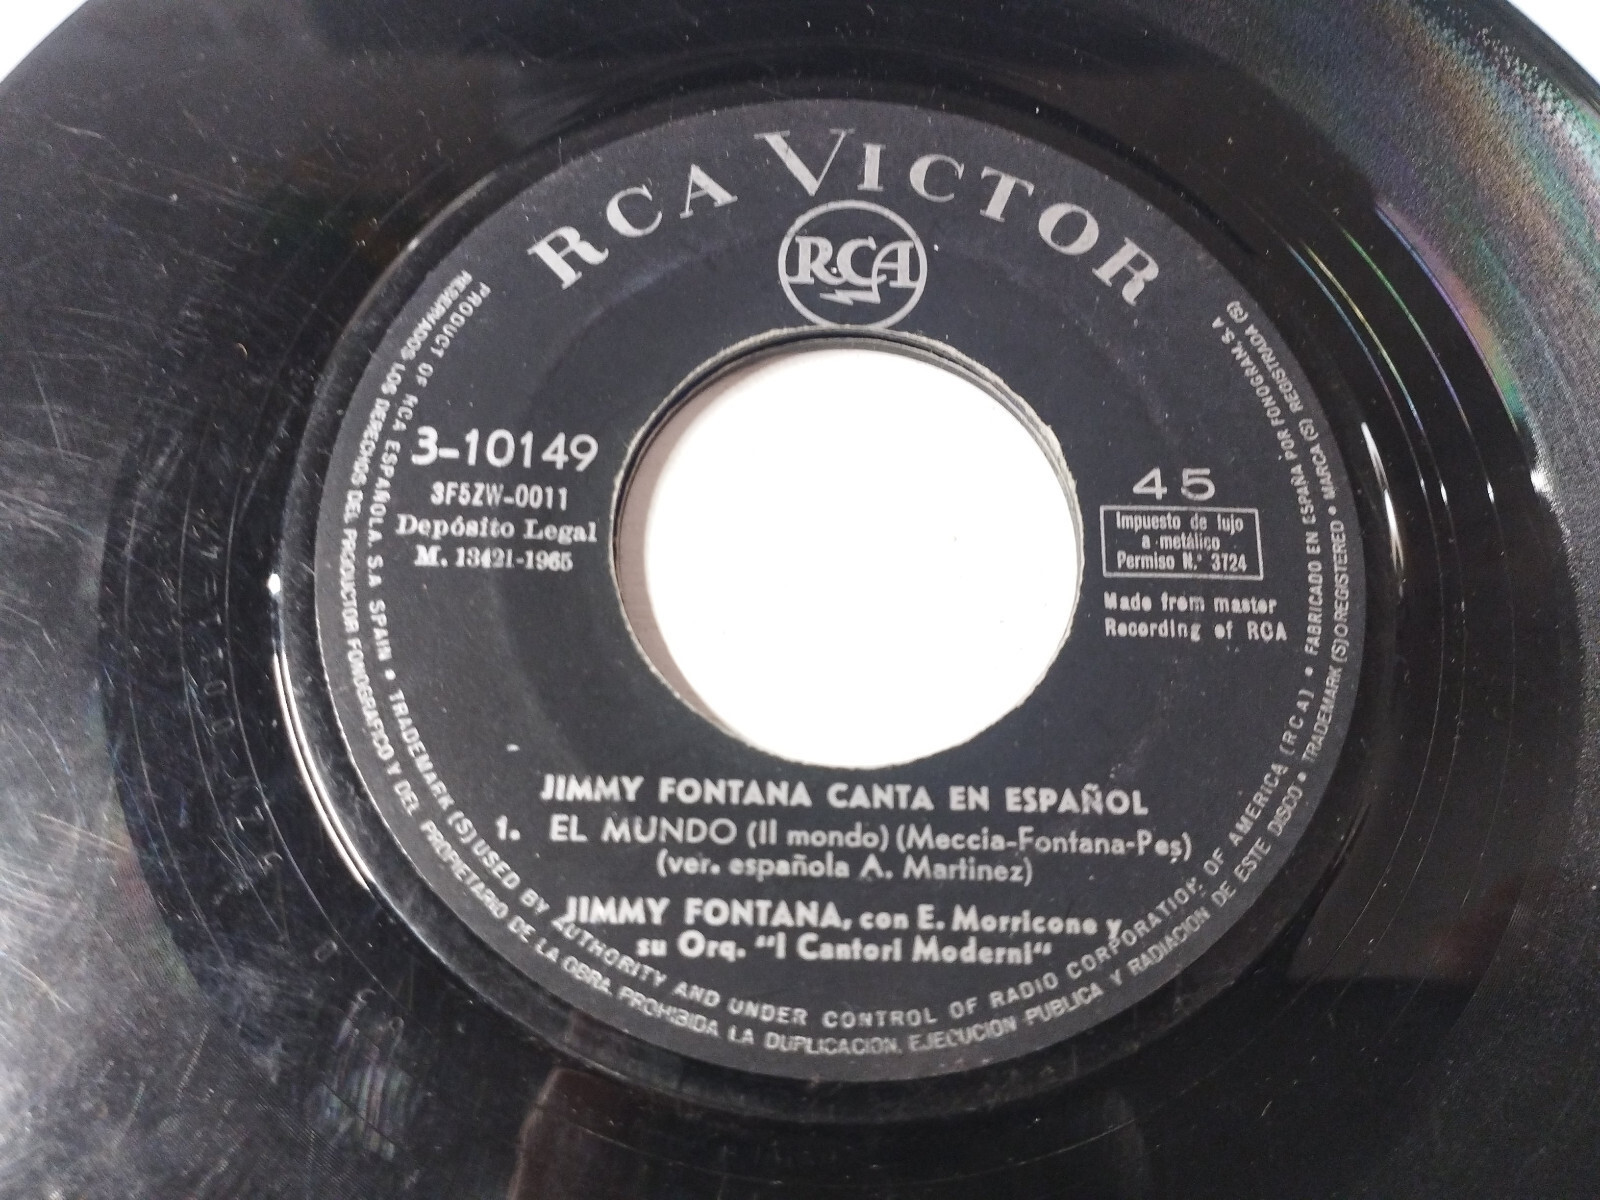 RCA VICTOR
RCA
3-10149
3F5ZW-0011
Depósito Legal
M. 13421-1965
45
Impuesto de lujo
a metálico
Permiso N.º 3724
Made from master
Recording of RCA
JIMMY FONTANA CANTA EN ESPAÑOL
1. EL MUNDO (Il mondo) (Meccia-Fontana-Pes)
(ver. española A. Martinez)
JIMMY FONTANA, con E. Morricone y
su Orq. "I Cantori Moderni"
PRODUCT OF RCA ESPAÑOLA, S.A. SPAIN • TRADEMARK (S) USED BY AUTHORITY AND UNDER CONTROL OF RADIO CORPORATION OF AMERICA (RCA) • FABRICADO EN ESPAÑA POR FONOGRAM, S.A
RESERVADOS LOS DERECHOS DEL PRODUCTOR FONOGRAFICO Y DEL PROPIETARIO DE LA OBRA. PROHIBIDA LA DUPLICACION, EJECUCION PUBLICA Y RADIACION DE ESTE DISCO • TRADEMARK (S) OREGISTERED • MARCA (S) REGISTRADA (S)